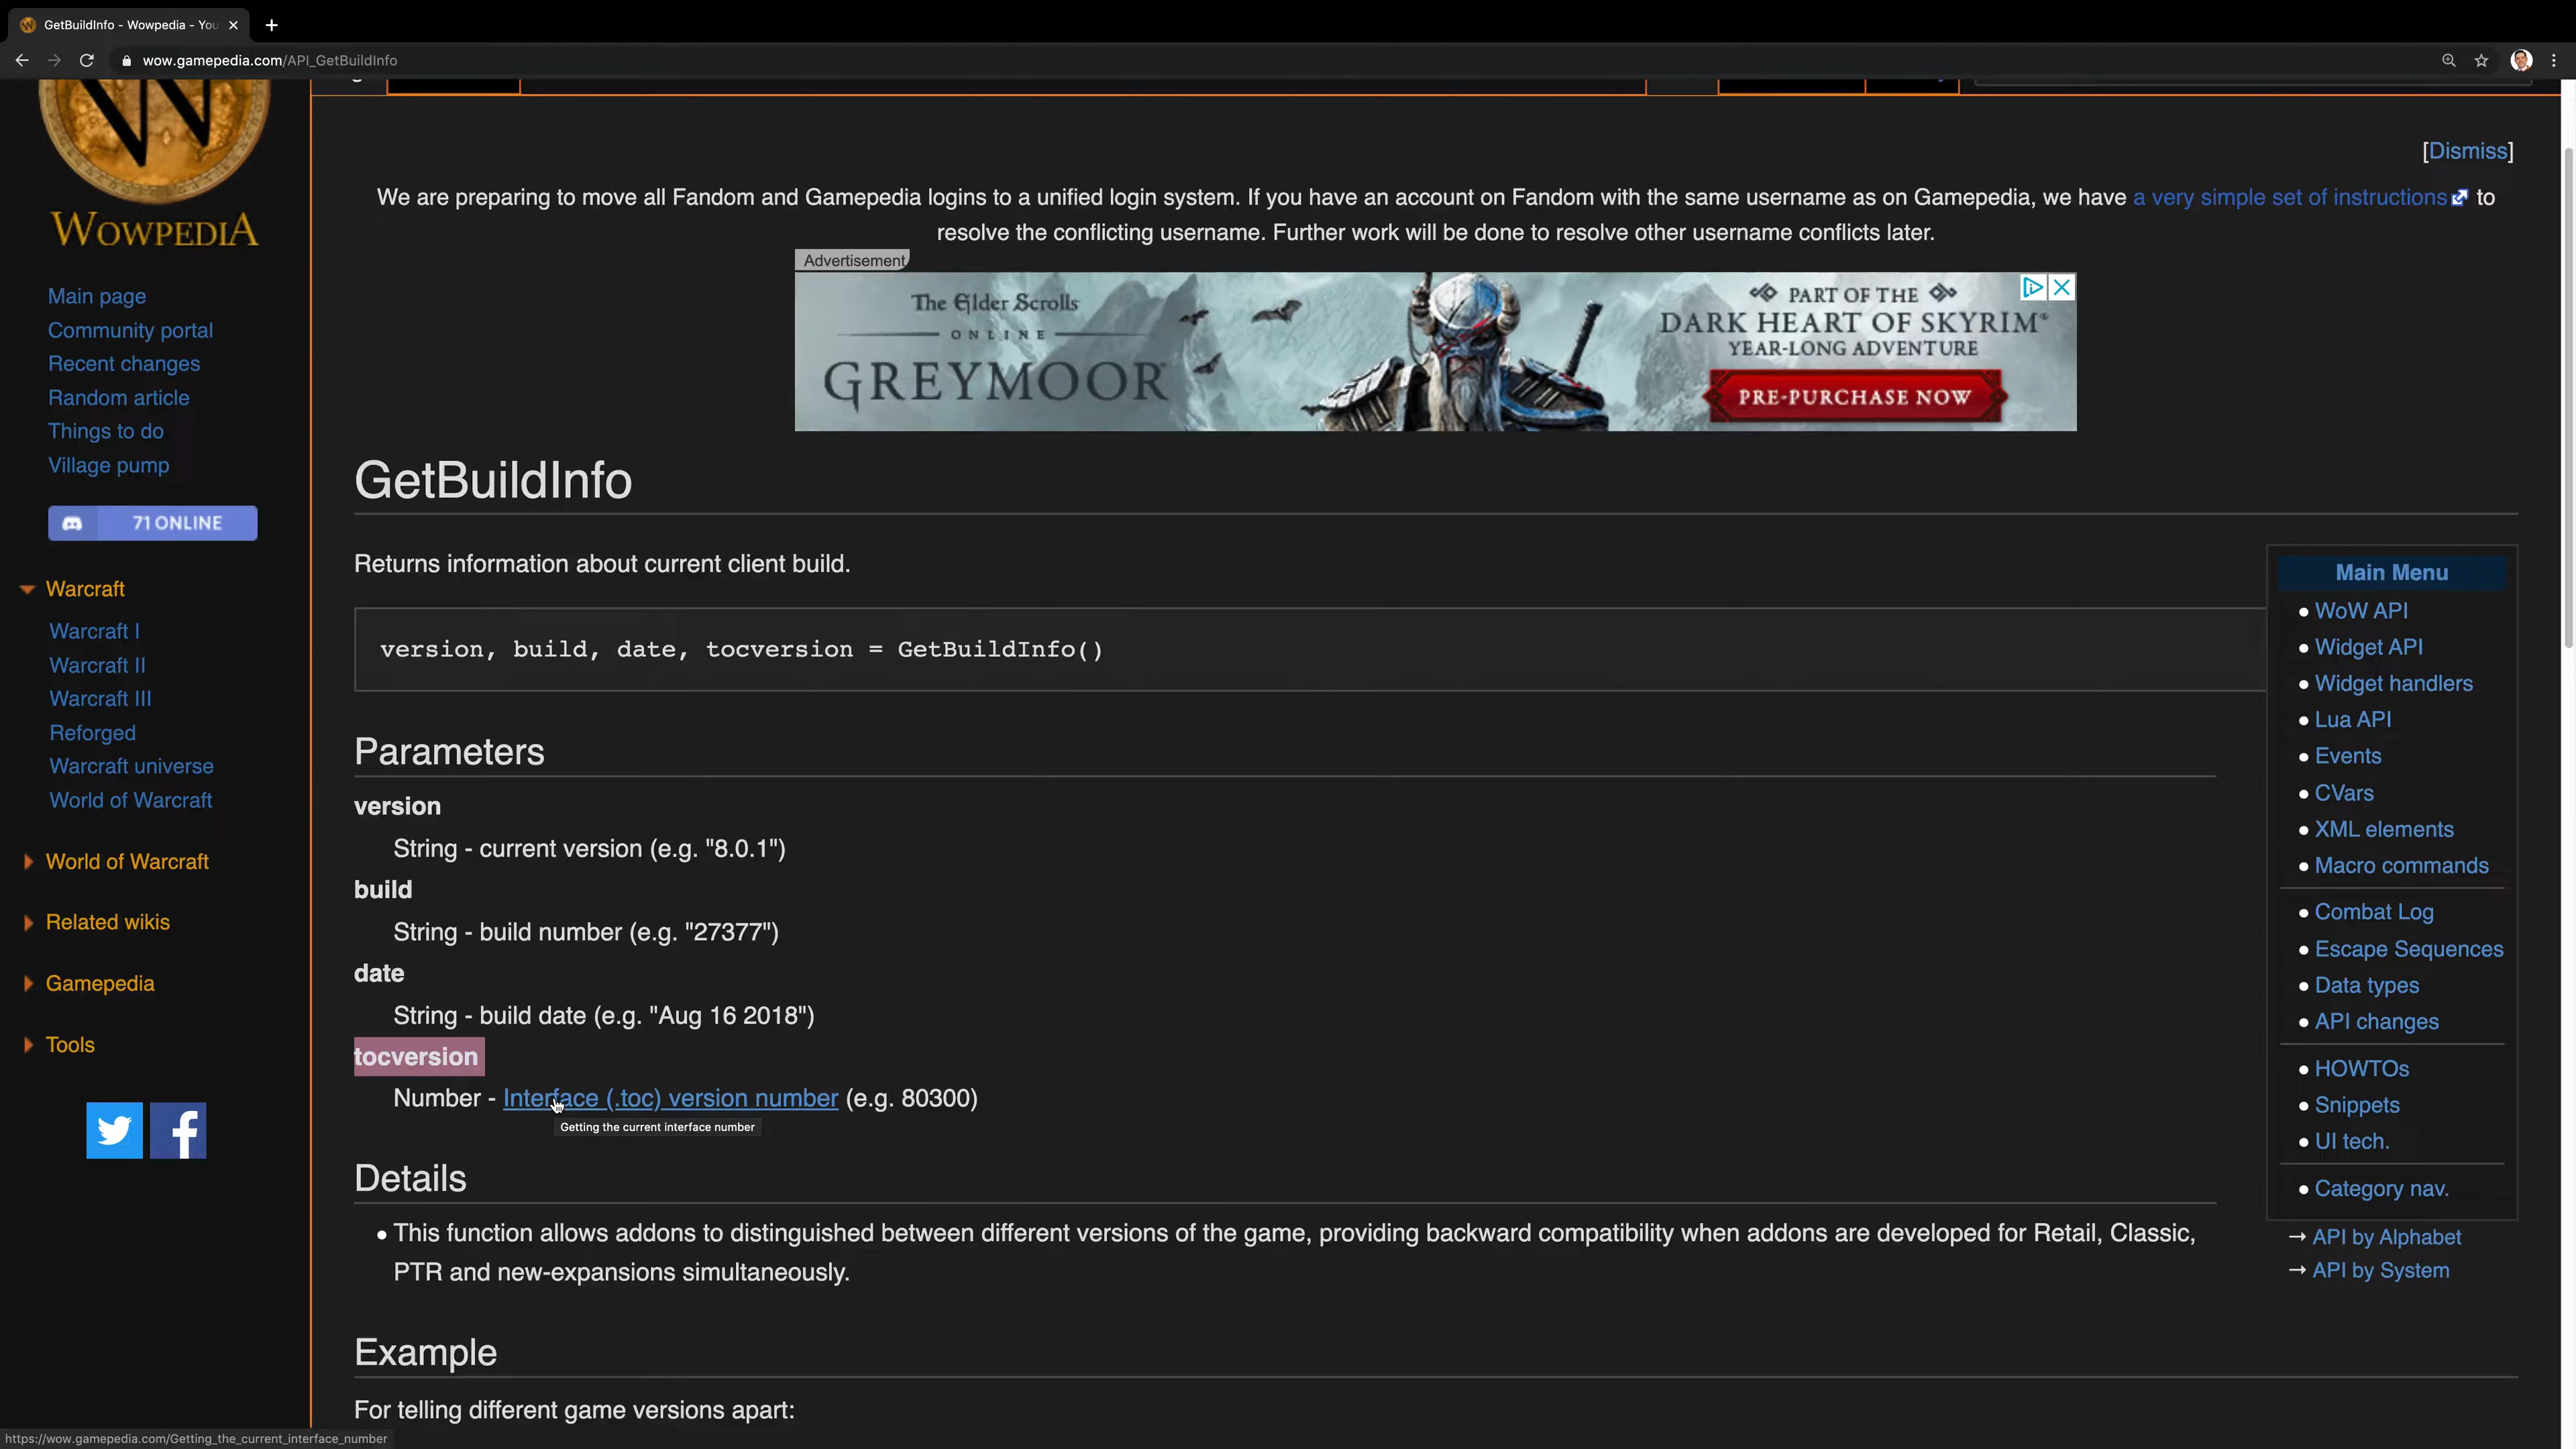 GetBuildInfo - Wowpedia - You
wow.gamepedia.com/API_GetBuildInfo
WOWPEDIA
Main page
Community portal
Recent changes
Random article
Things to do
Village pump
71 ONLINE
Warcraft
Warcraft I
Warcraft II
Warcraft III
Reforged
Warcraft universe
World of Warcraft
World of Warcraft
Related wikis
Gamepedia
Tools
[Dismiss]
We are preparing to move all Fandom and Gamepedia logins to a unified login system. If you have an account on Fandom with the same username as on Gamepedia, we have a very simple set of instructions to
resolve the conflicting username. Further work will be done to resolve other username conflicts later.
Advertisement
The Elder Scrolls
ONLINE
GREYMOOR
PART OF THE
DARK HEART OF SKYRIM®
YEAR-LONG ADVENTURE
PRE-PURCHASE NOW
GetBuildInfo
Returns information about current client build.
version, build, date, tocversion = GetBuildInfo()
Parameters
version
String - current version (e.g. "8.0.1")
build
String - build number (e.g. "27377")
date
String - build date (e.g. "Aug 16 2018")
tocversion
Number - Interface (.toc) version number (e.g. 80300)
Getting the current interface number
Details
• This function allows addons to distinguished between different versions of the game, providing backward compatibility when addons are developed for Retail, Classic,
PTR and new-expansions simultaneously.
Example
For telling different game versions apart:
Main Menu
• WoW API
• Widget API
• Widget handlers
• Lua API
• Events
• CVars
• XML elements
• Macro commands
• Combat Log
• Escape Sequences
• Data types
• API changes
• HOWTOs
• Snippets
• UI tech.
• Category nav.
→ API by Alphabet
→ API by System
https://wow.gamepedia.com/Getting_the_current_interface_number